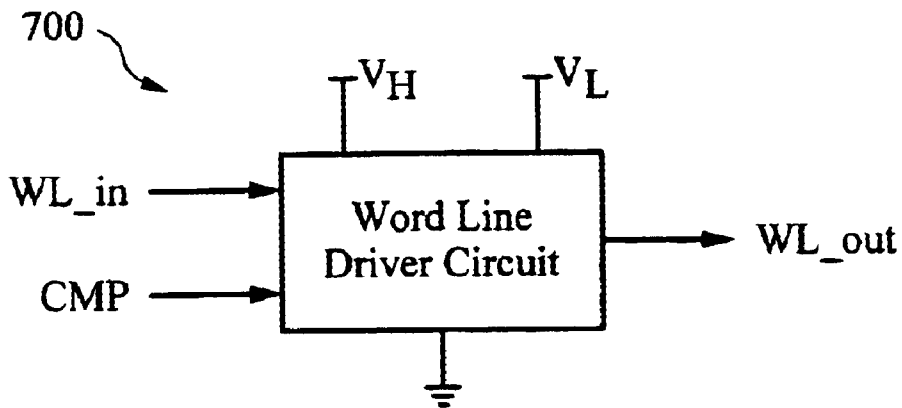 700
V_H
V_L
WL_in
Word Line
Driver Circuit
WL_out
CMP